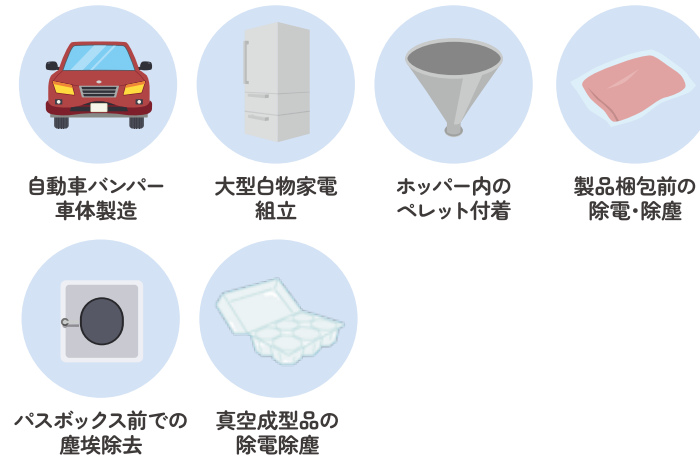 自動車バンパー
車体製造
大型白物家電
組立
ホッパー内の
ペレット付着
製品梱包前の
除電・除塵
パスボックス前での
塵埃除去
真空成型品の
除電除塵